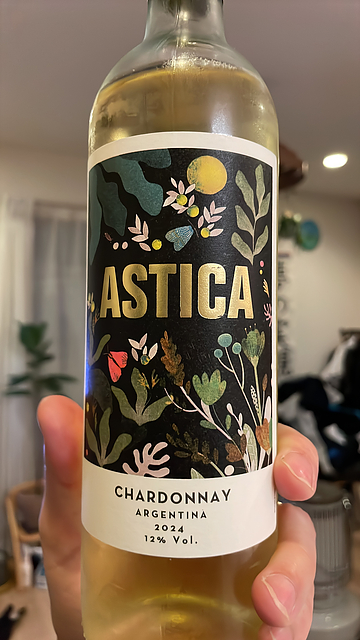 ASTICA
CHARDONNAY
ARGENTINA
2024
12% Vol.